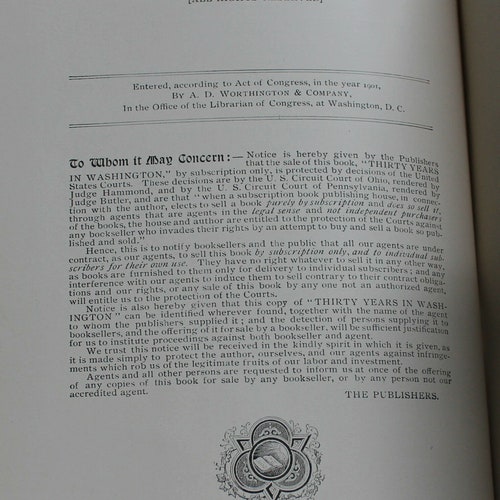 [ALL RIGHTS RESERVED]
Entered, according to Act of Congress, in the year 1901,
BY A. D. WORTHINGTON & COMPANY,
In the Office of the Librarian of Congress, at Washington, D. C.
To Whom it May Concern:— Notice is hereby given by the Publishers
that the sale of this book, "THIRTY YEARS
IN WASHINGTON," by subscription only, is protected by decisions of the United
States Courts. These decisions are by the U. S. Circuit Court of Ohio, rendered by
Judge Hammond, and by the U. S. Circuit Court of Pennsylvania, rendered by
Judge Butler, and are that "when a subscription book publishing house, in connec-
tion with the author, elects to sell a book purely by subscription and does so sell it,
through agents that are agents in the legal sense and not independent purchasers
of the books, the house and author are entitled to the protection of the Courts against
any bookseller who invades their rights by an attempt to buy and sell a book so pub-
lished and sold."
Hence, this is to notify booksellers and the public that all our agents are under
contract, as our agents, to sell this book by subscription only, and to individual sub-
scribers for their own use. They have no right whatever to sell it in any other way,
as books are furnished to them only for delivery to individual subscribers; and any
interference with our agents to induce them to sell contrary to their contract obliga-
tions and our rights, or any sale of this book by any one not an authorized agent,
will entitle us to the protection of the Courts.
Notice is also hereby given that this copy of "THIRTY YEARS IN WASH-
INGTON" can be identified wherever found, together with the name of the agent
to whom the publishers supplied it; and the detection of persons supplying it to
booksellers, and the offering of it for sale by a bookseller, will be sufficient justification
for us to institute proceedings against both bookseller and agent.
We trust this notice will be received in the kindly spirit in which it is given, as
it is made simply to protect the author, ourselves, and our agents against infringe-
ments which rob us of the legitimate fruits of our labor and investment.
Agents and all other persons are requested to inform us at once of the offering
of any copies of this book for sale by any bookseller, or by any person not our
accredited agent.
THE PUBLISHERS.